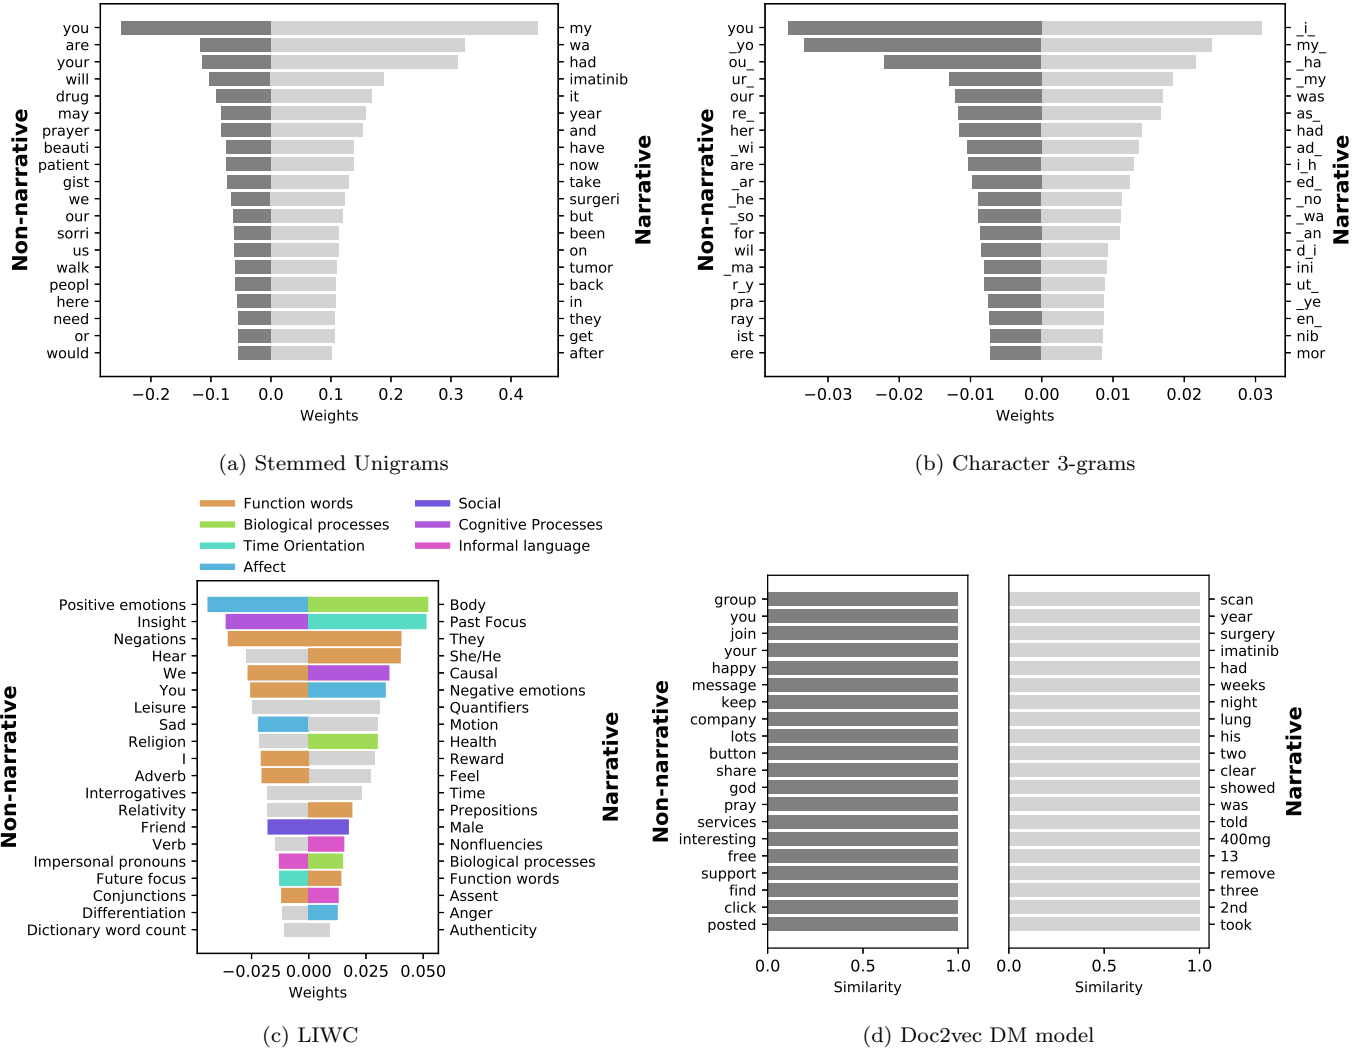 Non-narrative
you
are
your
will
drug
may
prayer
beauti
patient
gist
we
our
sorri
us
walk
peopl
here
need
or
would
my
wa
had
imatinib
it
year
and
have
now
take
surgeri
but
been
on
tumor
back
in
they
get
after
Narrative
−0.2 −0.1 0.0 0.1 0.2 0.3 0.4
Weights
(a) Stemmed Unigrams
Non-narrative
you
_yo
ou_
ur_
our
re_
her
_wi
are
_ar
_he
_so
for
wil
_ma
r_y
pra
ray
ist
ere
_i_
my_
_ha
_my
was
as_
had
ad_
i_h
ed_
_no
_wa
_an
d_i
ini
ut_
_ye
en_
nib
mor
Narrative
−0.03 −0.02 −0.01 0.00 0.01 0.02 0.03
Weights
(b) Character 3-grams
Function words
Biological processes
Time Orientation
Affect
Social
Cognitive Processes
Informal language
Non-narrative
Positive emotions
Insight
Negations
Hear
We
You
Leisure
Sad
Religion
I
Adverb
Interrogatives
Relativity
Friend
Verb
Impersonal pronouns
Future focus
Conjunctions
Differentiation
Dictionary word count
Body
Past Focus
They
She/He
Causal
Negative emotions
Quantifiers
Motion
Health
Reward
Feel
Time
Prepositions
Male
Nonfluencies
Biological processes
Function words
Assent
Anger
Authenticity
Narrative
−0.025 0.000 0.025 0.050
Weights
(c) LIWC
Non-narrative
group
you
join
your
happy
message
keep
company
lots
button
share
god
pray
services
interesting
free
support
find
click
posted
0.0 0.5 1.0
Similarity
scan
year
surgery
imatinib
had
weeks
night
lung
his
two
clear
showed
was
told
400mg
13
remove
three
2nd
took
Narrative
0.0 0.5 1.0
Similarity
(d) Doc2vec DM model